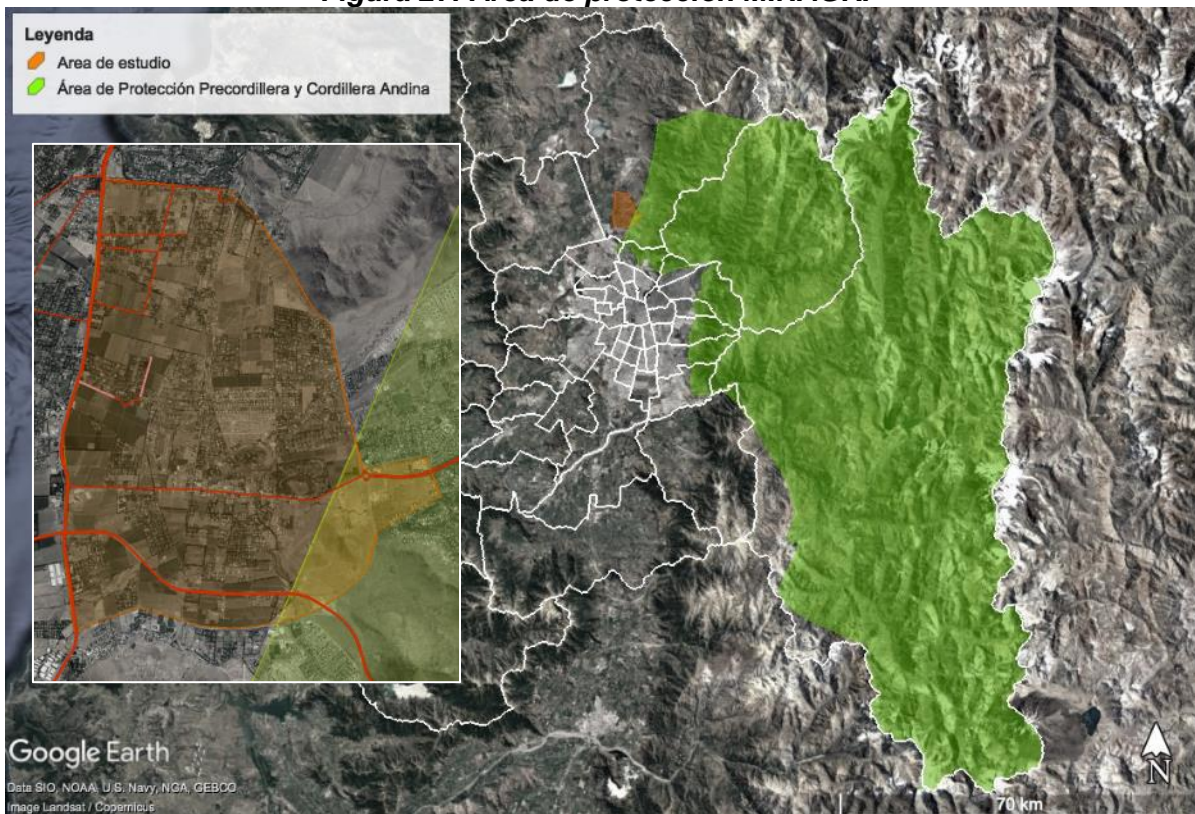 Leyenda
Area de estudio
Área de Protección Precordillera y Cordillera Andina
Google Earth
Data SIO, NOAA, U.S. Navy, NGA, GEBCO
Image Landsat / Copernicus
N
70 km